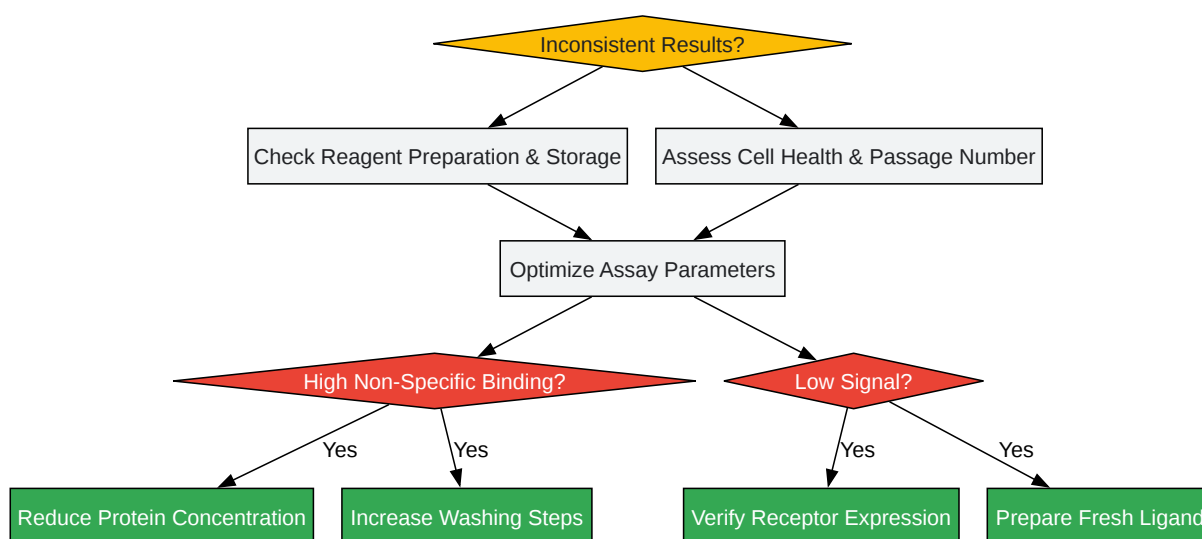 Inconsistent Results?
Check Reagent Preparation & Storage
Assess Cell Health & Passage Number
Optimize Assay Parameters
High Non-Specific Binding?
Low Signal?
Yes
Yes
Yes
Yes
Reduce Protein Concentration
Increase Washing Steps
Verify Receptor Expression
Prepare Fresh Ligand